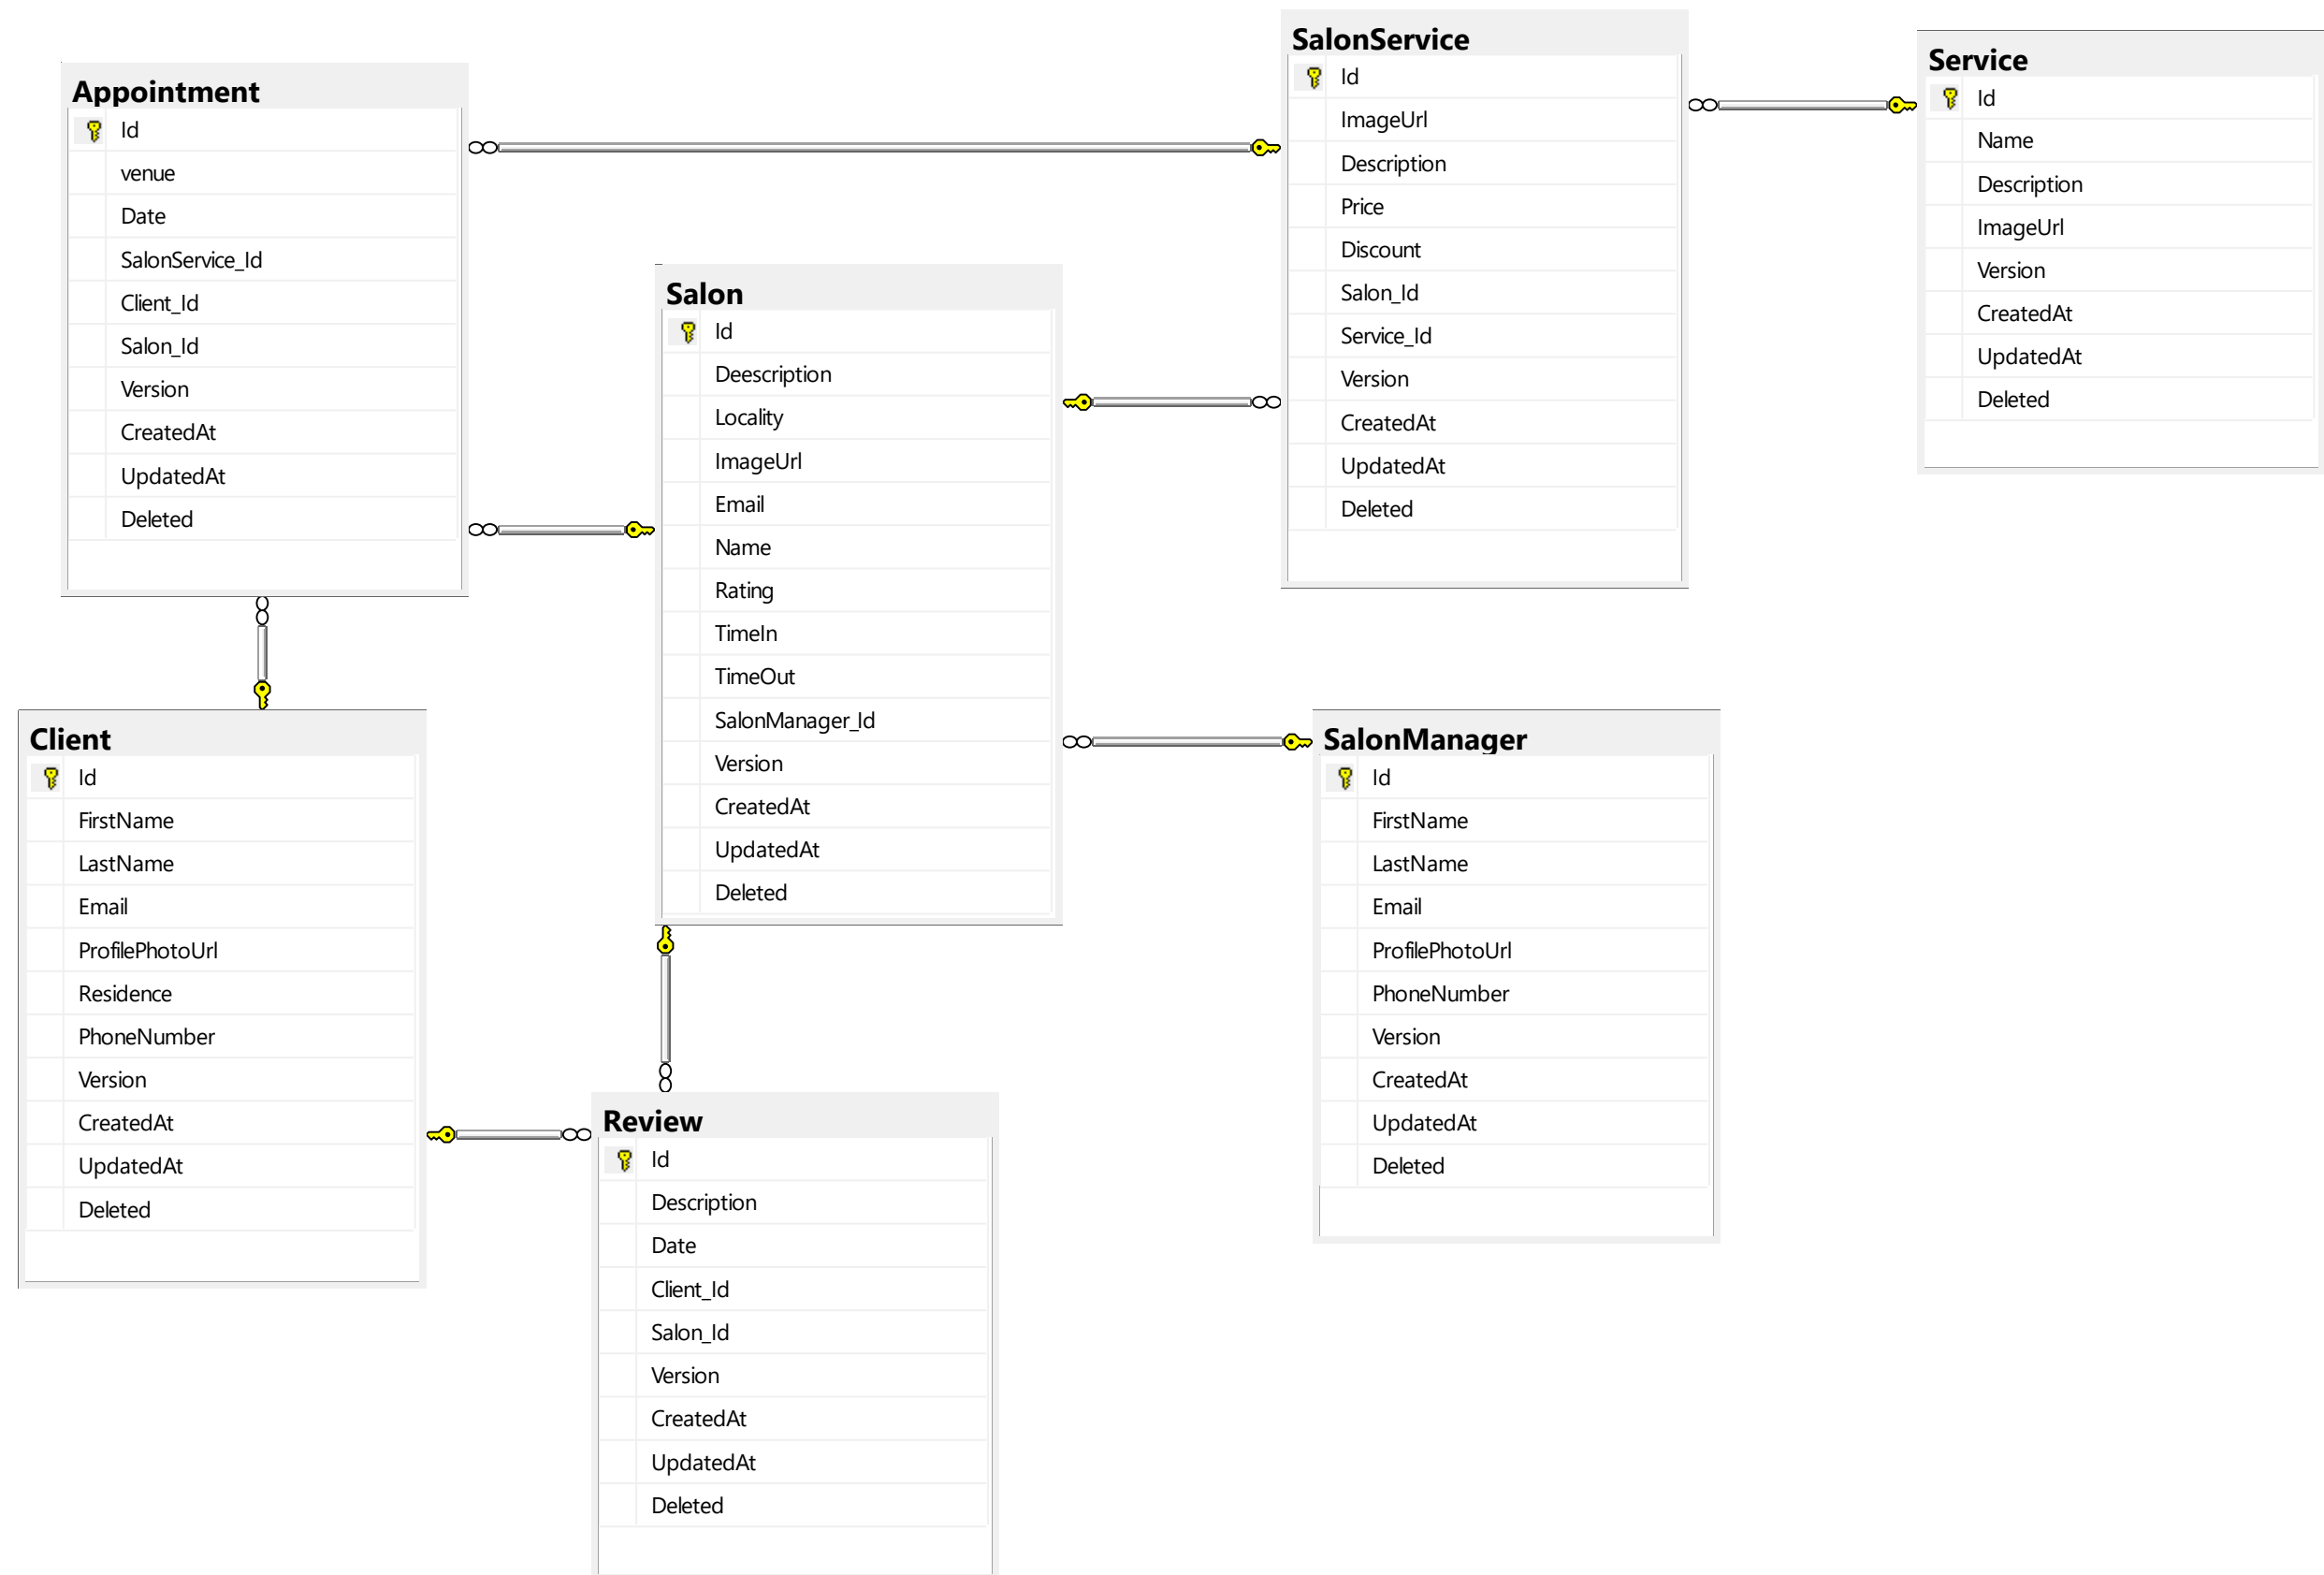 Appointment
Id
venue
Date
SalonService_Id
Client_Id
Salon_Id
Version
CreatedAt
UpdatedAt
Deleted
SalonService
Id
ImageUrl
Description
Price
Discount
Salon_Id
Service_Id
Version
CreatedAt
UpdatedAt
Deleted
Service
Id
Name
Description
ImageUrl
Version
CreatedAt
UpdatedAt
Deleted
Salon
Id
Deescription
Locality
ImageUrl
Email
Name
Rating
TimeIn
TimeOut
SalonManager_Id
Version
CreatedAt
UpdatedAt
Deleted
Client
Id
FirstName
LastName
Email
ProfilePhotoUrl
Residence
PhoneNumber
Version
CreatedAt
UpdatedAt
Deleted
SalonManager
Id
FirstName
LastName
Email
ProfilePhotoUrl
PhoneNumber
Version
CreatedAt
UpdatedAt
Deleted
Review
Id
Description
Date
Client_Id
Salon_Id
Version
CreatedAt
UpdatedAt
Deleted